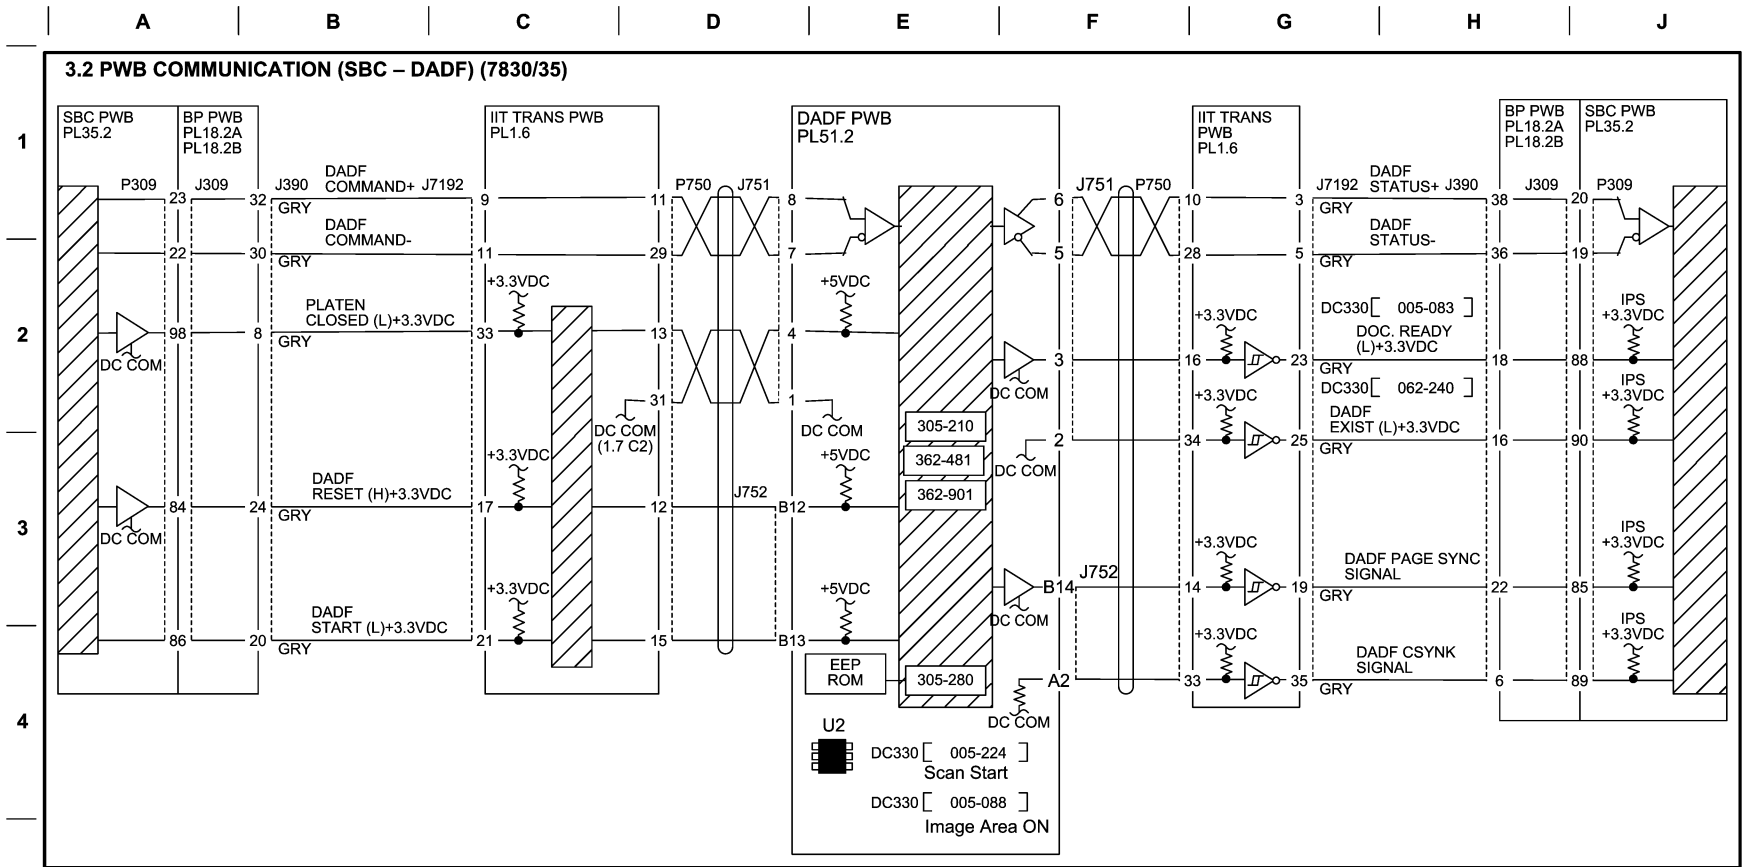 A B C D E F G H J
3.2 PWB COMMUNICATION (SBC – DADF) (7830/35)
1
2
3
4
SBC PWB
PL35.2
BP PWB
PL18.2A
PL18.2B
IIT TRANS PWB
PL1.6
DADF PWB
PL51.2
IIT TRANS
PWB
PL1.6
BP PWB
PL18.2A
PL18.2B
SBC PWB
PL35.2
P309 J309 J390
DADF
COMMAND+ J7192
P750 J751
J751 P750
J7192
DADF
STATUS+ J390
J309 P309
23 32 GRY 9 11 8 6 10 3 GRY 38 20
DADF
COMMAND-
DADF
STATUS-
22 30 GRY 11 29 7 5 28 5 GRY 36 19
+3.3VDC
+5VDC
PLATEN
CLOSED (L)+3.3VDC
98 8 GRY 33 13 4
DC COM
+3.3VDC
DC330 [ 005-083 ]
DOC. READY
(L)+3.3VDC
IPS
+3.3VDC
3 16 23 GRY 18 88
DC COM
31 1
DC COM
(1.7 C2)
DC COM
+3.3VDC
DC330 [ 062-240 ]
DADF
EXIST (L)+3.3VDC
IPS
+3.3VDC
2 34 25 GRY 16 90
DC COM
305-210
362-481
362-901
+3.3VDC
+5VDC
DADF
RESET (H)+3.3VDC
J752
84 24 GRY 17 12 B12
DC COM
+3.3VDC
DADF PAGE SYNC
SIGNAL
IPS
+3.3VDC
J752
B14 14 19 GRY 22 85
DC COM
+3.3VDC
+5VDC
DADF
START (L)+3.3VDC
86 20 GRY 21 15 B13
EEP
ROM
305-280
+3.3VDC
DADF CSYNK
SIGNAL
IPS
+3.3VDC
A2 33 35 GRY 6 89
DC COM
U2
DC330 [ 005-224 ]
Scan Start
DC330 [ 005-088 ]
Image Area ON